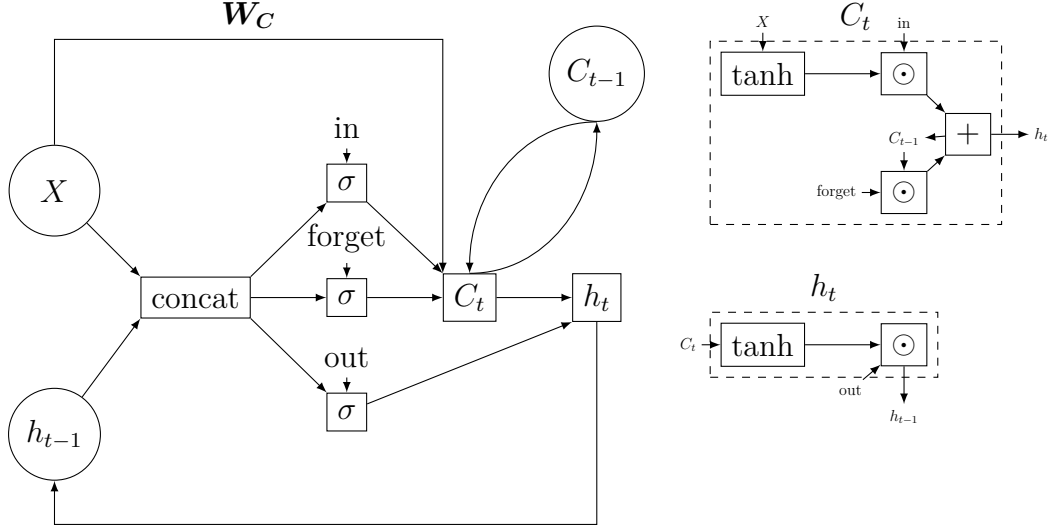 W_C
X
h_{t−1}
concat
in
σ
forget
σ
out
σ
C_t
h_t
C_{t−1}
C_t
X
in
tanh
⊙
C_{t−1}
+
h_t
forget
⊙
h_t
C_t
tanh
⊙
out
h_{t−1}